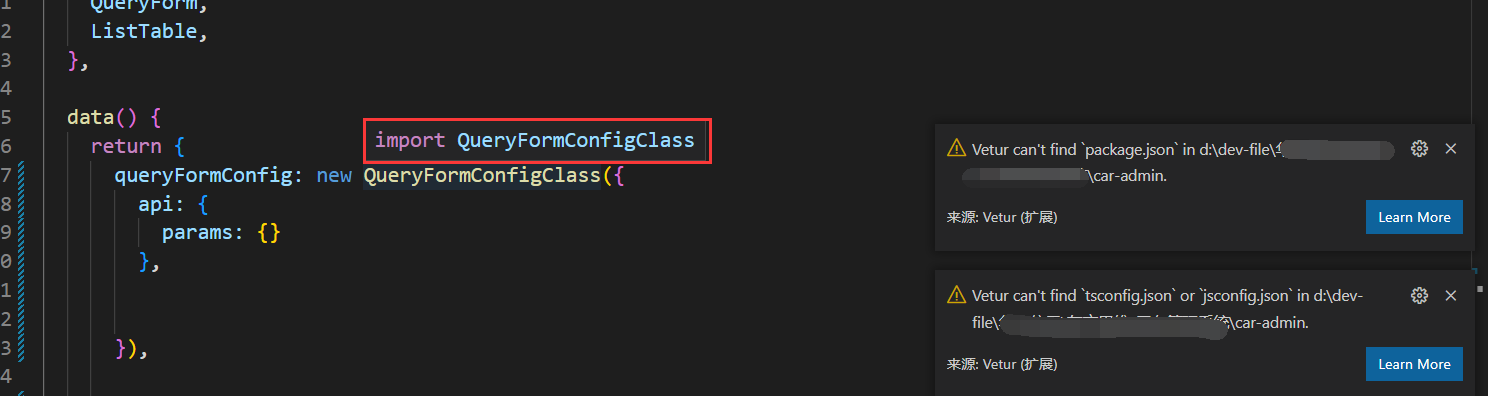 1 QueryForm,
2 ListTable,
3 },
4
5 data() {
6 return {
import QueryFormConfigClass
7 queryFormConfig: new QueryFormConfigClass({
8 api: {
9 params: {}
0 },
1
2
3 }),
4
Vetur can't find `package.json` in d:\dev-file\
\car-admin.
来源: Vetur (扩展)
Learn More
Vetur can't find `tsconfig.json` or `jsconfig.json` in d:\dev-
file\ \car-admin.
来源: Vetur (扩展)
Learn More